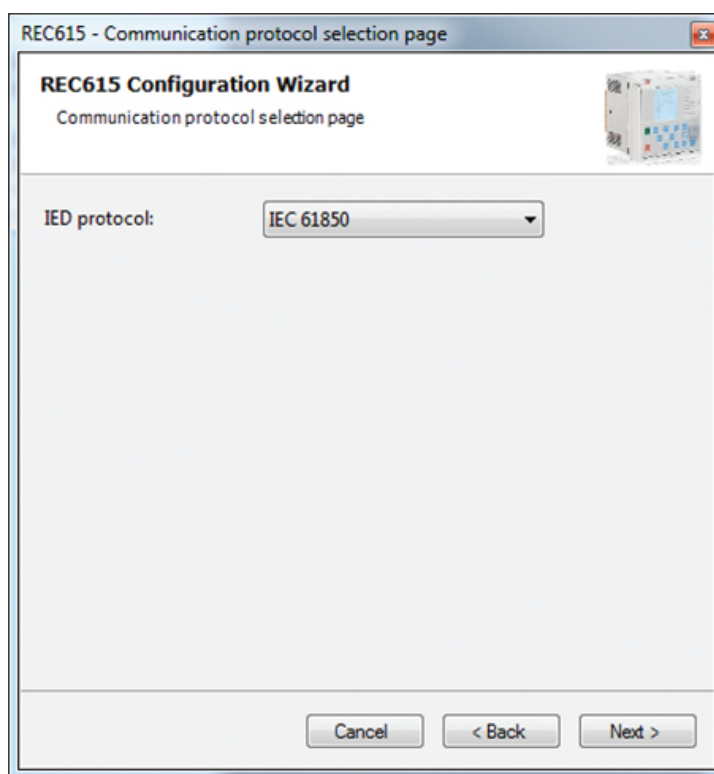 REC615 - Communication protocol selection page
REC615 Configuration Wizard
Communication protocol selection page
IED protocol:
IEC 61850
Cancel
< Back
Next >